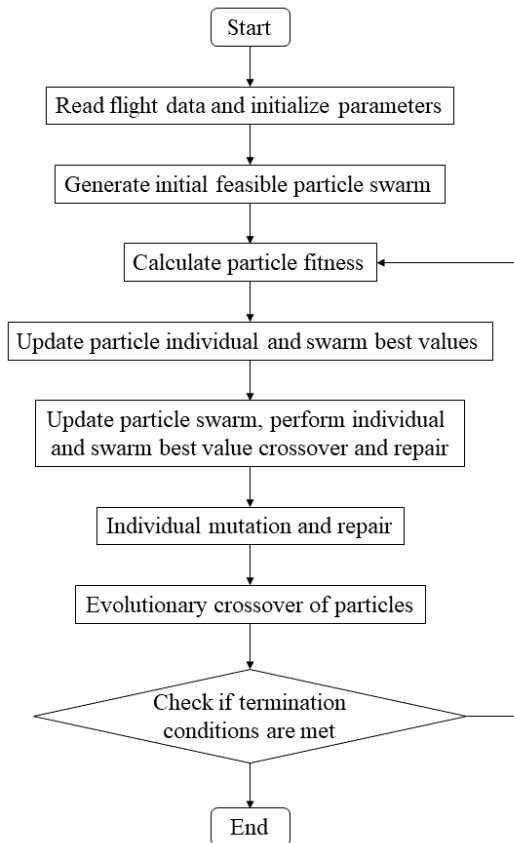 Start
Read flight data and initialize parameters
Generate initial feasible particle swarm
Calculate particle fitness
Update particle individual and swarm best values
Update particle swarm, perform individual
and swarm best value crossover and repair
Individual mutation and repair
Evolutionary crossover of particles
Check if termination
conditions are met
End